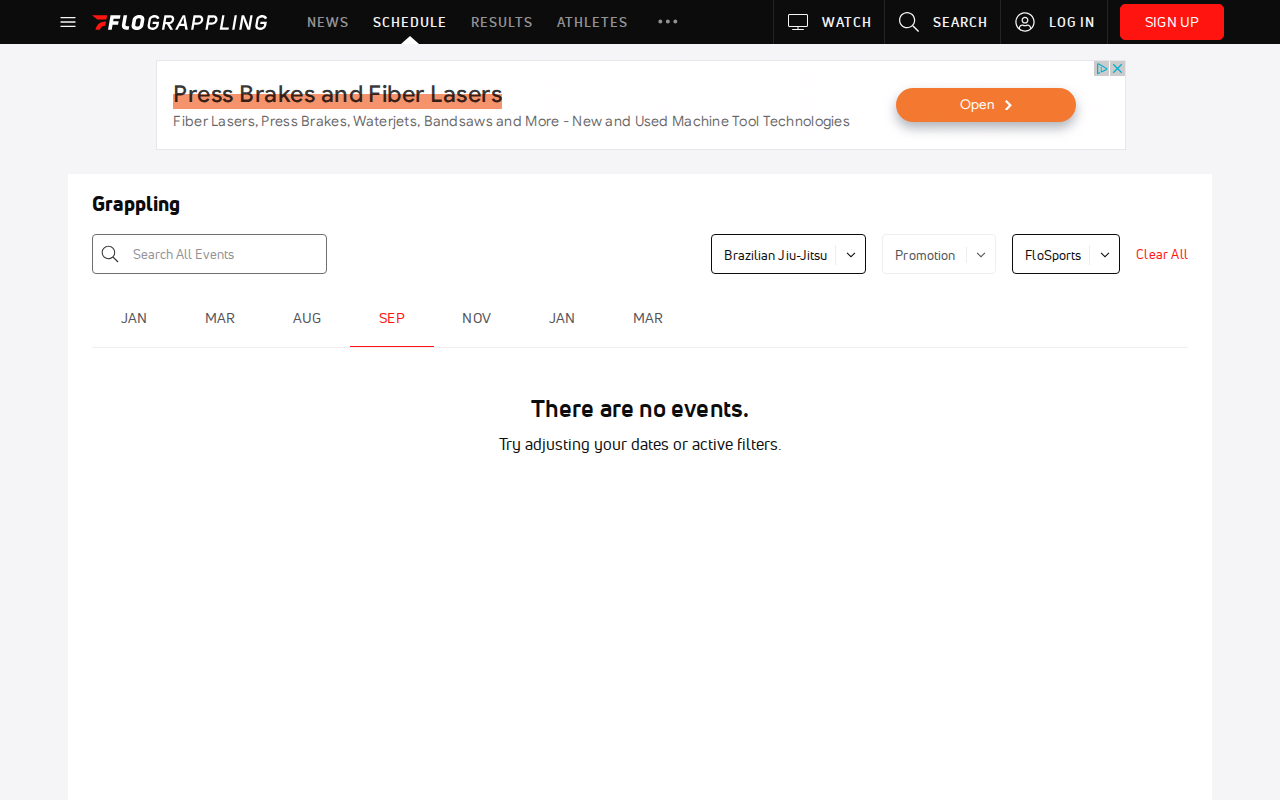 FLOGRAPPLING NEWS SCHEDULE RESULTS ATHLETES ••• WATCH SEARCH LOG IN SIGN UP
Press Brakes and Fiber Lasers
Fiber Lasers, Press Brakes, Waterjets, Bandsaws and More - New and Used Machine Tool Technologies
Open
Grappling
Search All Events Brazilian Jiu-Jitsu Promotion FloSports Clear All
JAN MAR AUG SEP NOV JAN MAR
There are no events.
Try adjusting your dates or active filters.